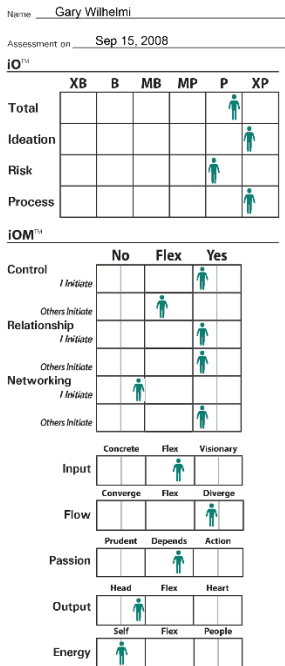 Name Gary Wilhelmi
Assessment on Sep 15, 2008
iO™
XB B MB MP P XP
Total
Ideation
Risk
Process
iOM™
No Flex Yes
Control
I Initiate
Others Initiate
Relationship
I Initiate
Others Initiate
Networking
I Initiate
Others Initiate
Concrete Flex Visionary
Input
Converge Flex Diverge
Flow
Prudent Depends Action
Passion
Head Flex Heart
Output
Self Flex People
Energy